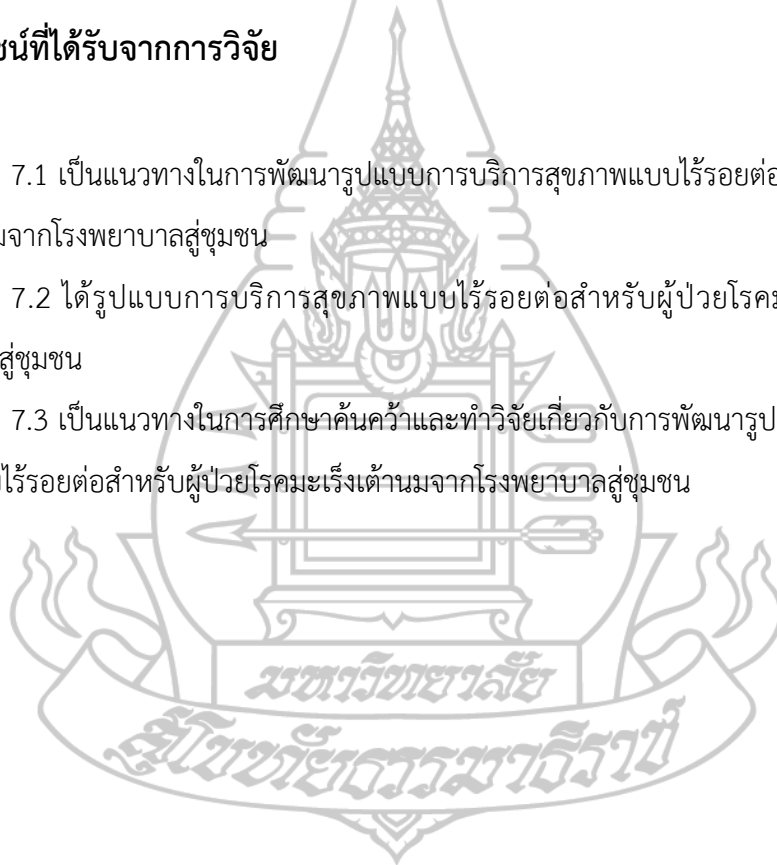 ชน์ที่ได้รับจากการวิจัย
7.1 เป็นแนวทางในการพัฒนารูปแบบการบริการสุขภาพแบบไร้รอยต่อ
มจากโรงพยาบาลสู่ชุมชน
7.2 ได้รูปแบบการบริการสุขภาพแบบไร้รอยต่อสำหรับผู้ป่วยโรคม
สู่ชุมชน
7.3 เป็นแนวทางในการศึกษาค้นคว้าและทำวิจัยเกี่ยวกับการพัฒนารูป
ไร้รอยต่อสำหรับผู้ป่วยโรคมะเร็งเต้านมจากโรงพยาบาลสู่ชุมชน
มหาวิทยาลัย
สุโขทัยธรรมาธิราช